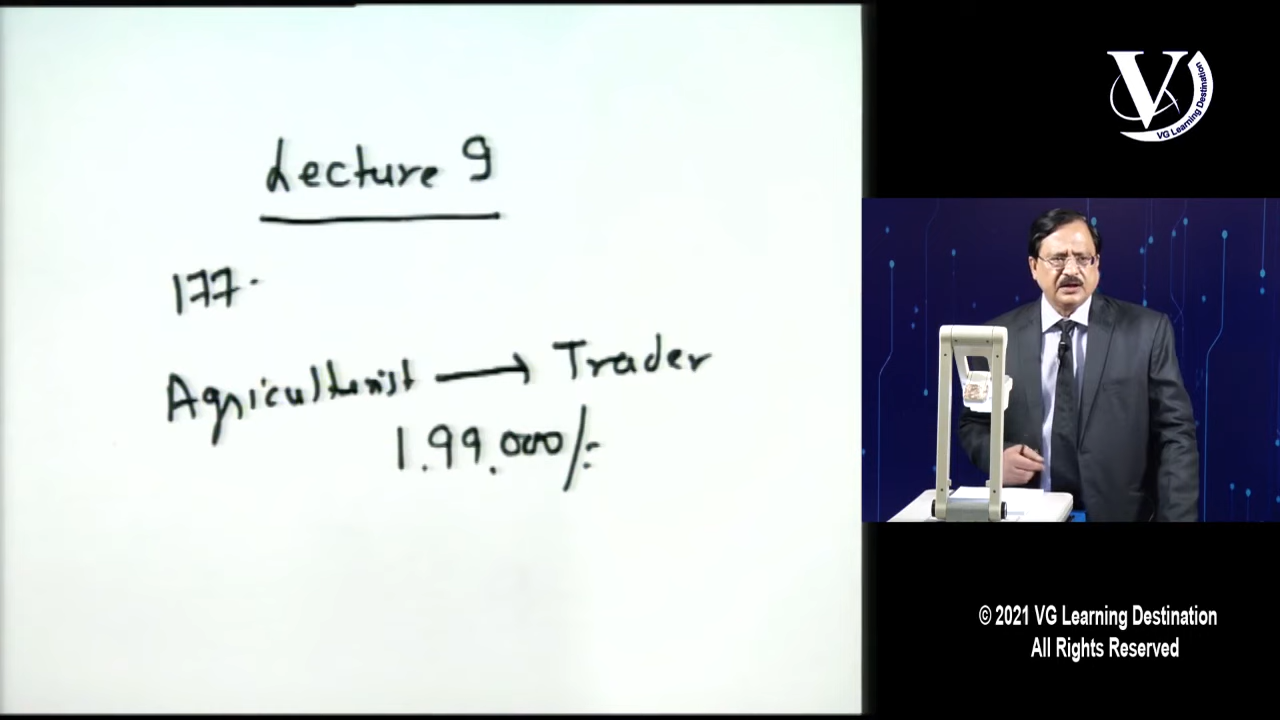 Lecture 9
177.
Agriculturist → Trader
1.99.000/-
V
VG Learning Destination
© 2021 VG Learning Destination
All Rights Reserved